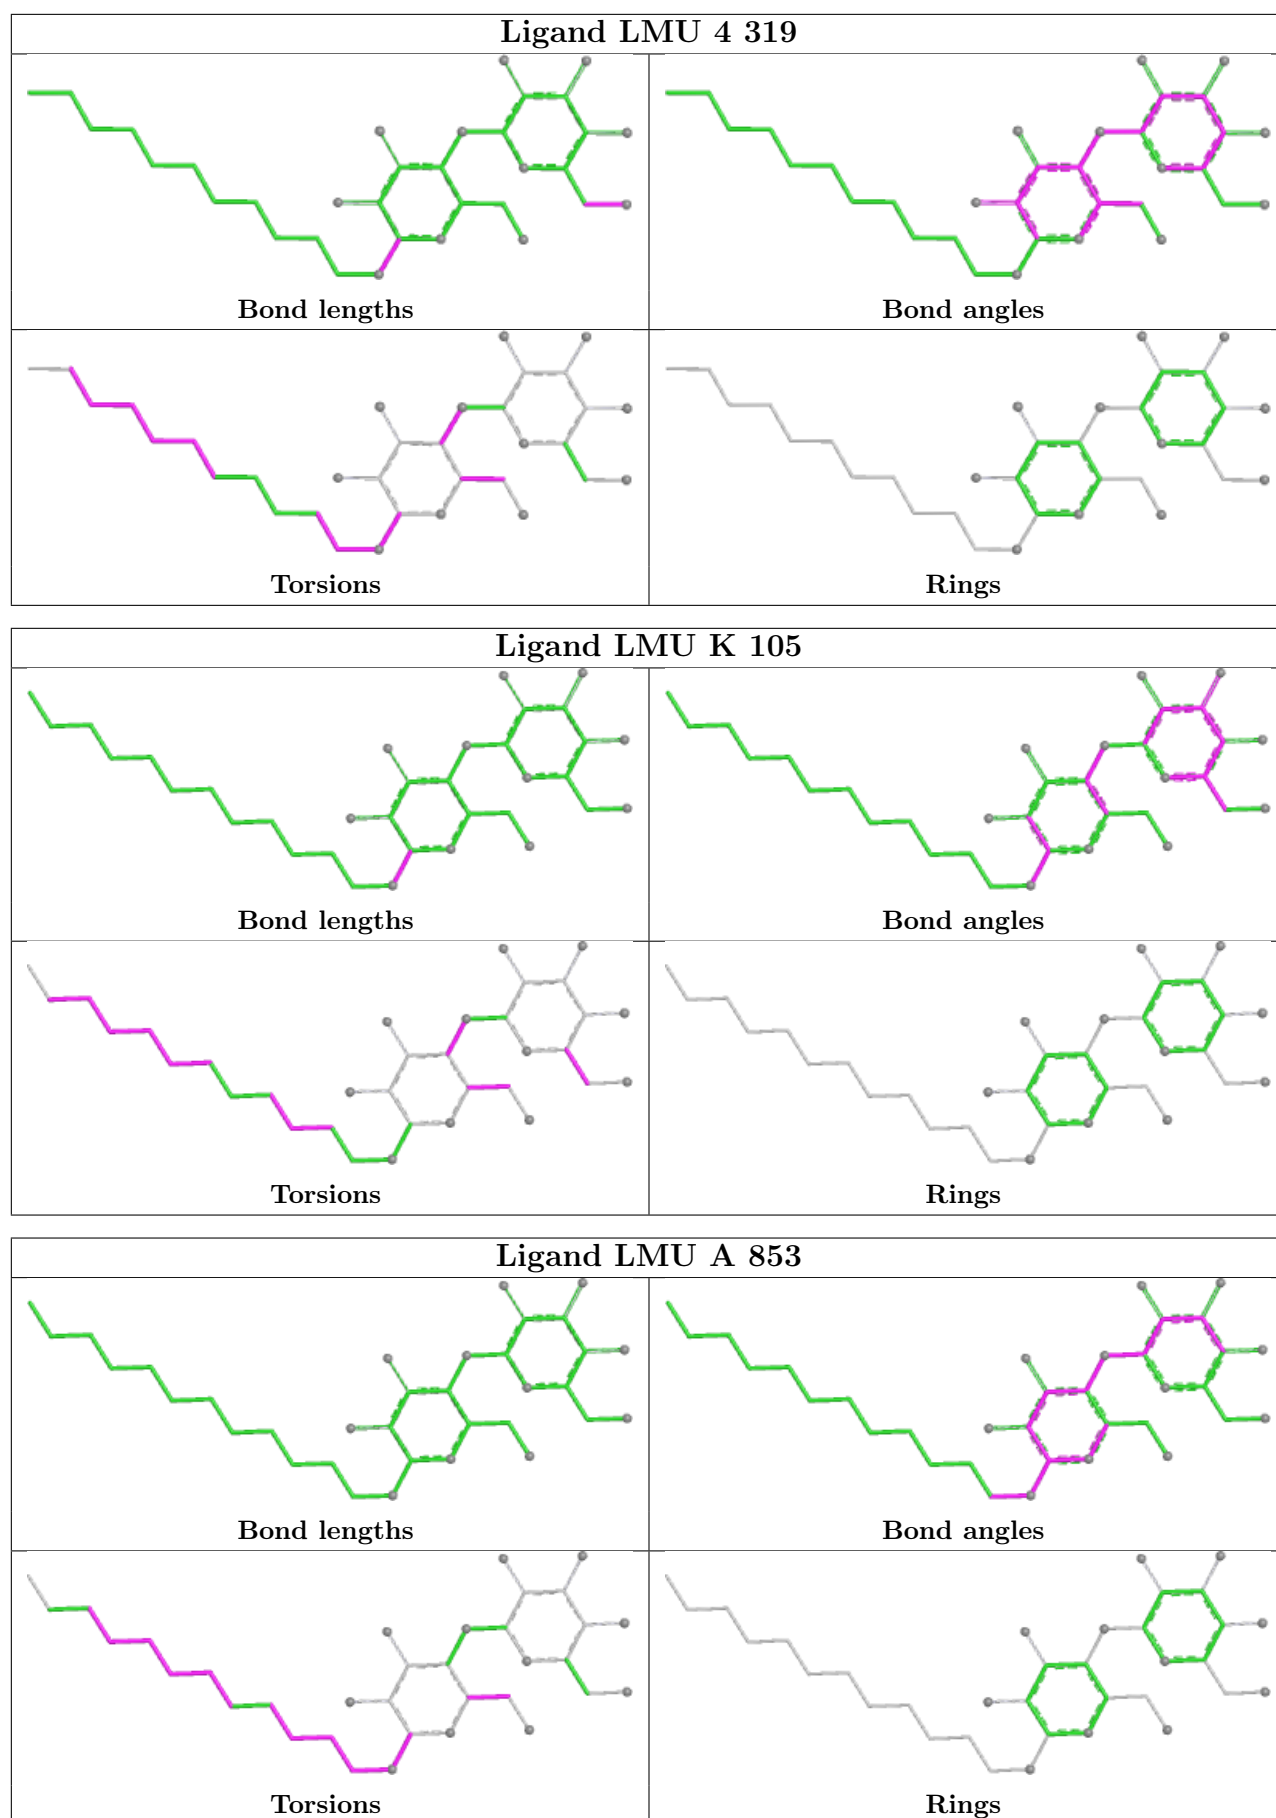 Ligand LMU 4 319
Bond lengths
Bond angles
Torsions
Rings
Ligand LMU K 105
Bond lengths
Bond angles
Torsions
Rings
Ligand LMU A 853
Bond lengths
Bond angles
Torsions
Rings